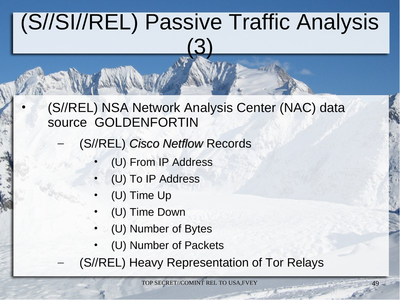 (S//SI//REL) Passive Traffic Analysis
(3)
• (S//REL) NSA Network Analysis Center (NAC) data
source GOLDENFORTIN
– (S//REL) Cisco Netflow Records
• (U) From IP Address
• (U) To IP Address
• (U) Time Up
• (U) Time Down
• (U) Number of Bytes
• (U) Number of Packets
– (S//REL) Heavy Representation of Tor Relays
TOP SECRET//COMINT REL TO USA,FVEY
49